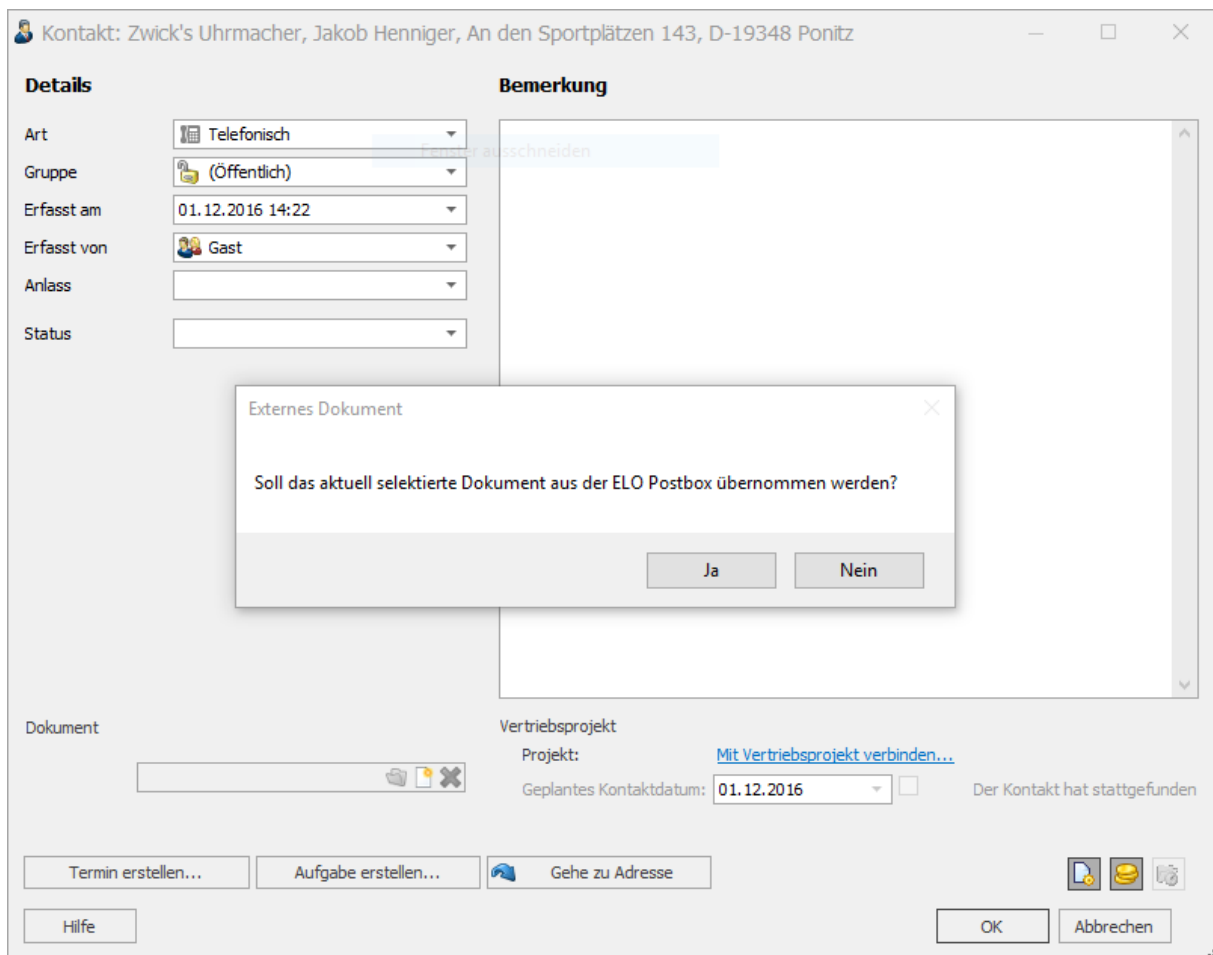 Kontakt: Zwick's Uhrmacher, Jakob Henniger, An den Sportplätzen 143, D-19348 Ponitz
Details
Bemerkung
Art
Telefonisch
Fenster ausschneiden
Gruppe
(Öffentlich)
Erfasst am
01.12.2016 14:22
Erfasst von
Gast
Anlass
Status
Externes Dokument
Soll das aktuell selektierte Dokument aus der ELO Postbox übernommen werden?
Ja
Nein
Dokument
Vertriebsprojekt
Projekt:
Mit Vertriebsprojekt verbinden...
Geplantes Kontaktdatum:
01.12.2016
Der Kontakt hat stattgefunden
Termin erstellen...
Aufgabe erstellen...
Gehe zu Adresse
Hilfe
OK
Abbrechen